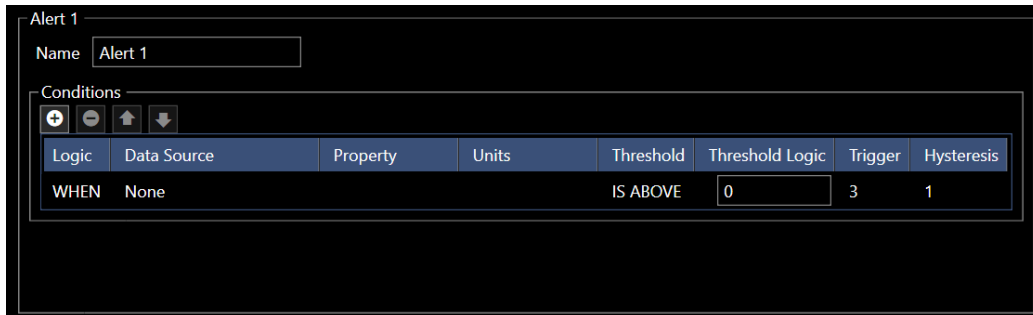 Alert 1
Name Alert 1
Conditions
Logic Data Source Property Units Threshold Threshold Logic Trigger Hysteresis
WHEN None IS ABOVE 0 3 1